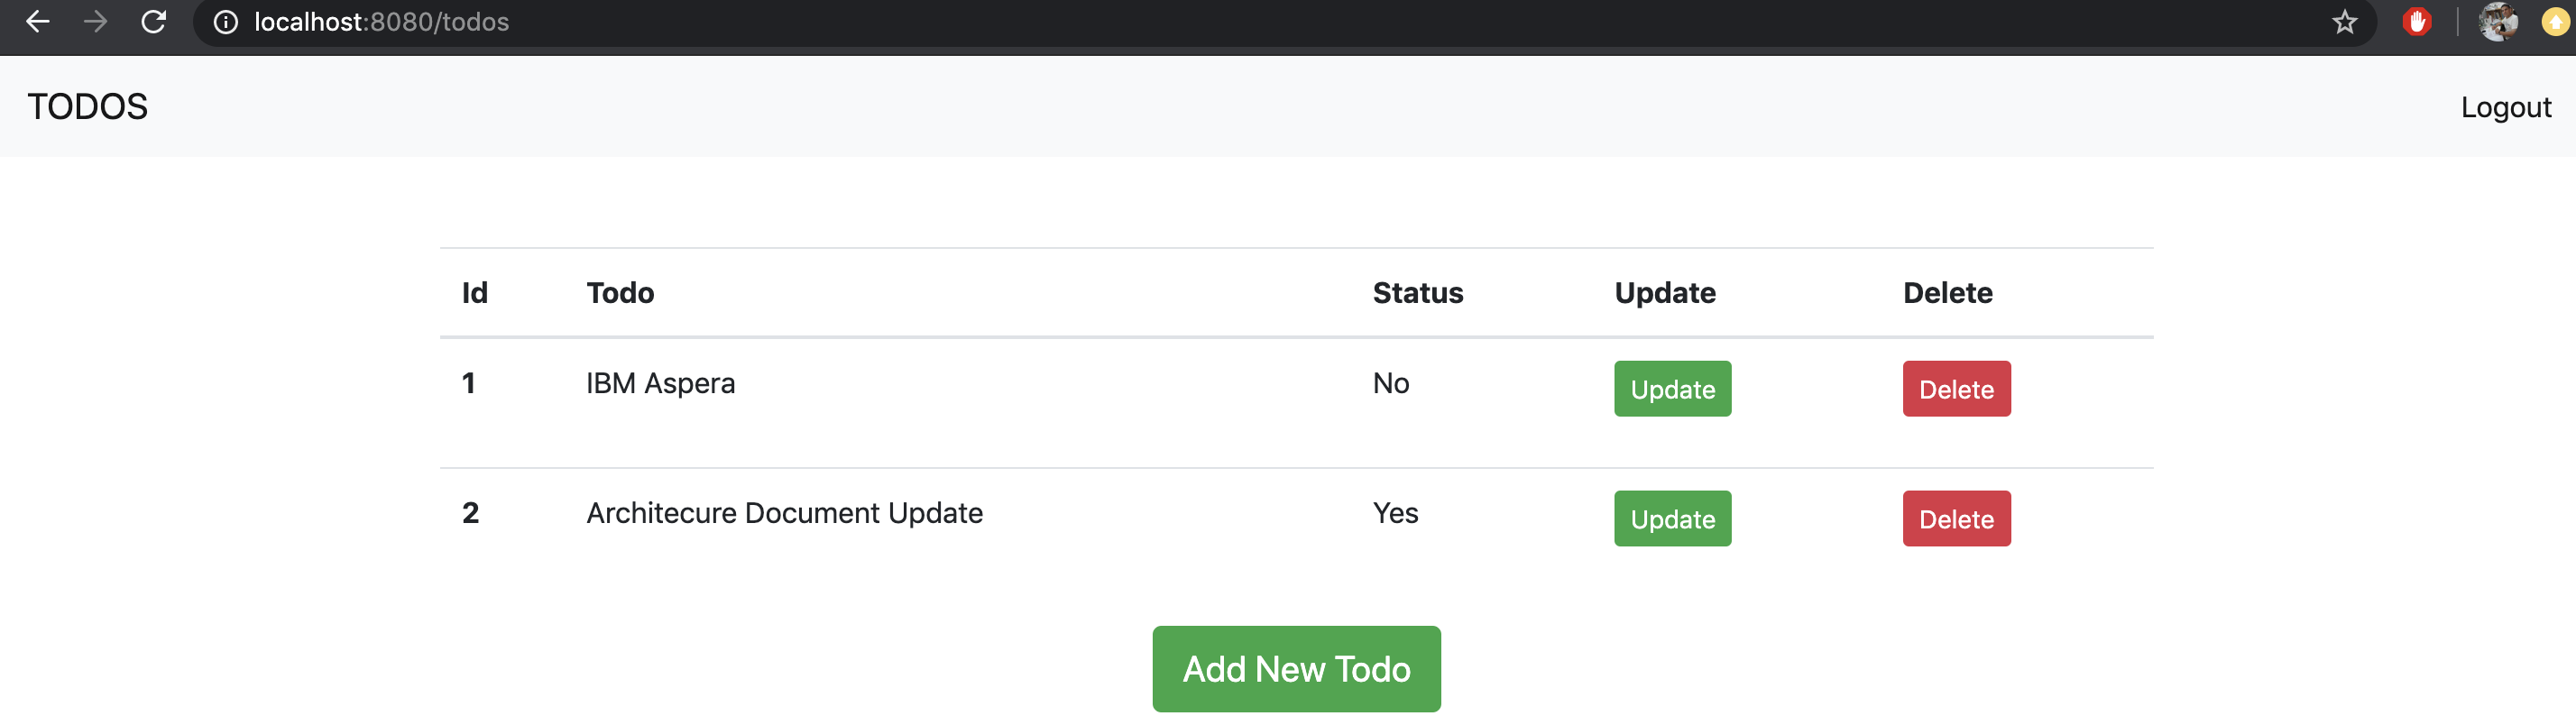 localhost:8080/todos
TODOS Logout
Id Todo Status Update Delete
1 IBM Aspera No Update Delete
2 Architecure Document Update Yes Update Delete
Add New Todo